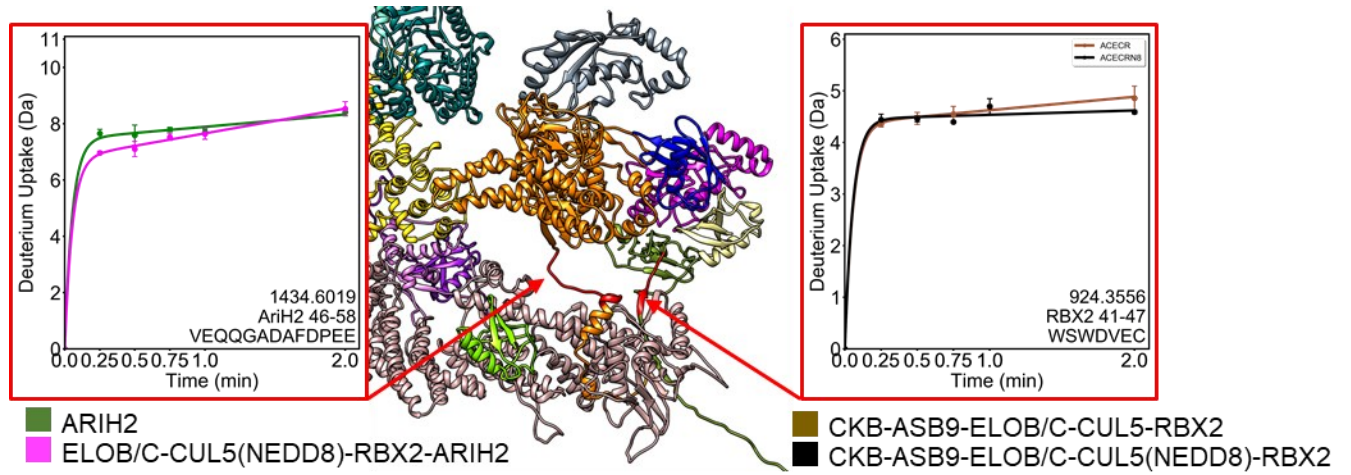 11
10
8
6
4
2
0
Deuterium Uptake (Da)
1434.6019
AriH2 46-58
VEQQGADAFDPEE
0.0 0.25 0.5 0.75 1.0 2.0
Time (min)
ARIH2
ELOB/C-CUL5(NEDD8)-RBX2-ARIH2
6
5
4
3
2
1
0
Deuterium Uptake (Da)
ACECR
ACECRN8
924.3556
RBX2 41-47
WSWDVEC
0.0 0.25 0.5 0.75 1.0 2.0
Time (min)
CKB-ASB9-ELOB/C-CUL5-RBX2
CKB-ASB9-ELOB/C-CUL5(NEDD8)-RBX2